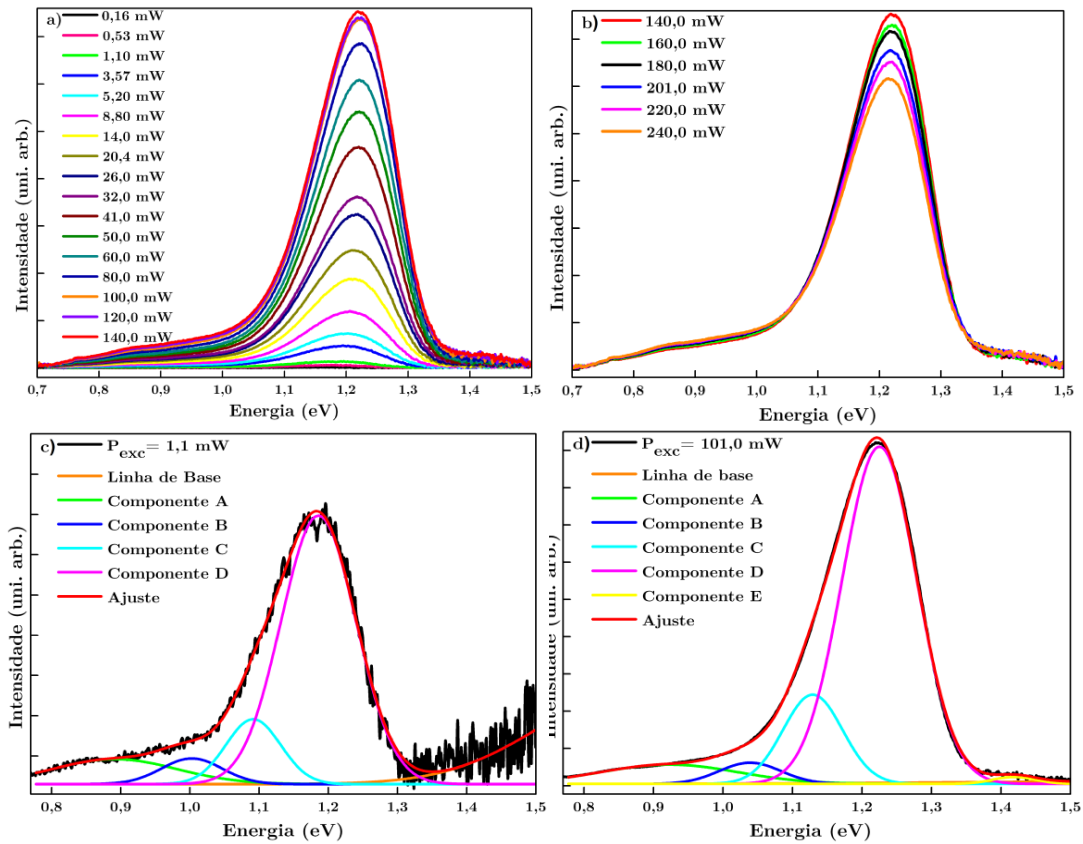 a)
0,16 mW
0,53 mW
1,10 mW
3,57 mW
5,20 mW
8,80 mW
14,0 mW
20,4 mW
26,0 mW
32,0 mW
41,0 mW
50,0 mW
60,0 mW
80,0 mW
100,0 mW
120,0 mW
140,0 mW
Intensidade (uni. arb.)
0,7 0,8 0,9 1,0 1,1 1,2 1,3 1,4 1,5
Energia (eV)
b)
140,0 mW
160,0 mW
180,0 mW
201,0 mW
220,0 mW
240,0 mW
Intensidade (uni. arb.)
0,7 0,8 0,9 1,0 1,1 1,2 1,3 1,4 1,5
Energia (eV)
c)
Pexc= 1,1 mW
Linha de Base
Componente A
Componente B
Componente C
Componente D
Ajuste
Intensidade (uni. arb.)
0,8 0,9 1,0 1,1 1,2 1,3 1,4 1,5
Energia (eV)
d)
Pexc= 101,0 mW
Linha de base
Componente A
Componente B
Componente C
Componente D
Componente E
Ajuste
Intensidade (uni. arb.)
0,8 0,9 1,0 1,1 1,2 1,3 1,4 1,5
Energia (eV)